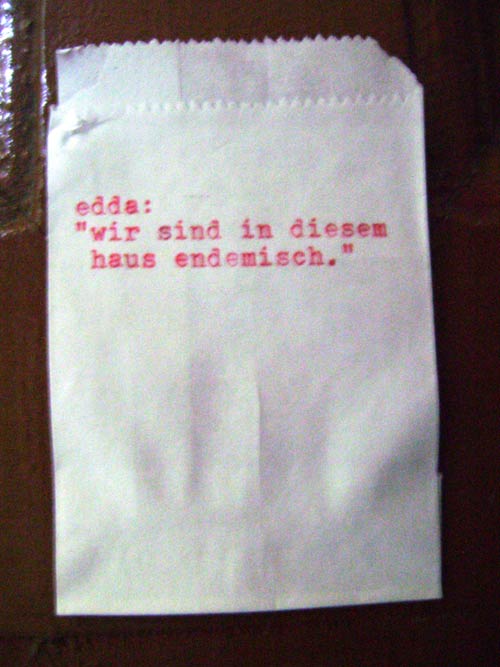 edda:
"wir sind in diesem
haus endemisch."